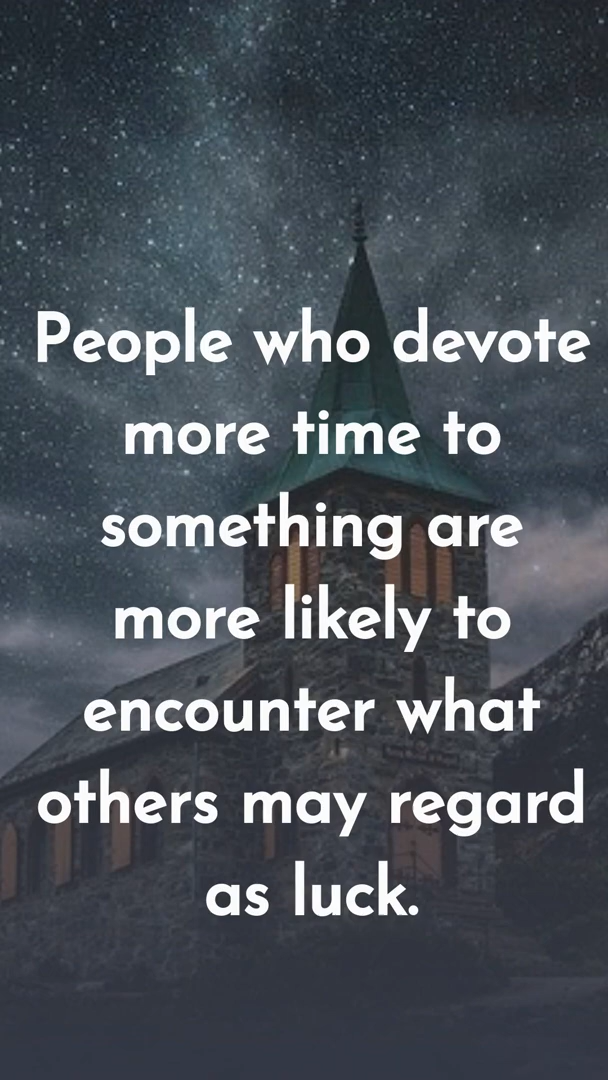 People who devote
more time to
something are
more likely to
encounter what
others may regard
as luck.